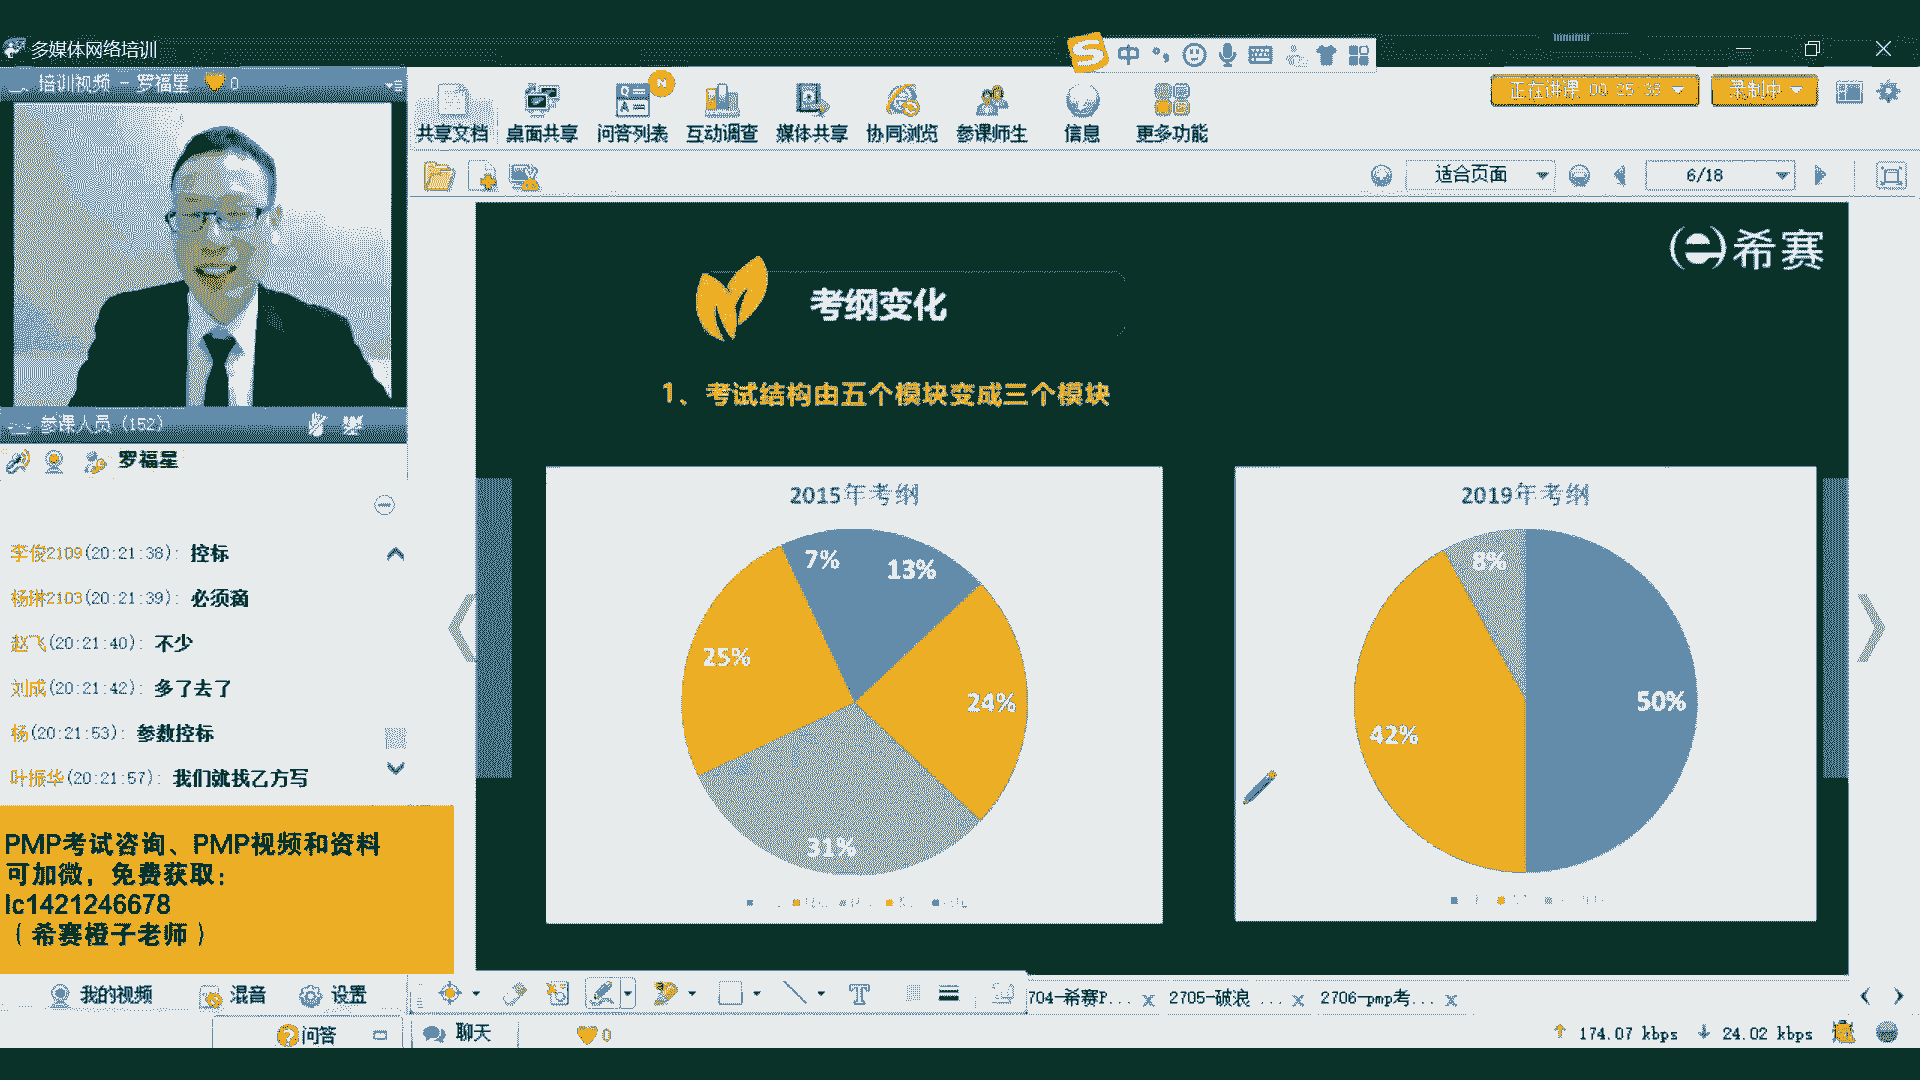 多媒体网络培训
中
培训视频 - 罗福星
0
共享文档
桌面共享
问答列表
互动调查
媒体共享
协同浏览
参课师生
信息
更多功能
正在讲课 00:25:33
录制中
适合页面
6/18
希赛
考纲变化
1、考试结构由五个模块变成三个模块
参课人员 (152)
罗福星
李俊2109(20:21:38): 控标
杨琳2103(20:21:39): 必须滴
赵飞(20:21:40): 不少
刘成(20:21:42): 多了去了
杨(20:21:53): 参数控标
叶振华(20:21:57): 我们就找乙方写
2015年考纲
7%
13%
25%
24%
31%
2019年考纲
8%
50%
42%
PMP考试咨询、PMP视频和资料
可加微，免费获取：
lc1421246678
（希赛橙子老师）
我的视频
混音
设置
704-希赛P...
2705-破浪 ...
2706-pmp考...
问答
聊天
0
174.07 kbps
24.02 kbps